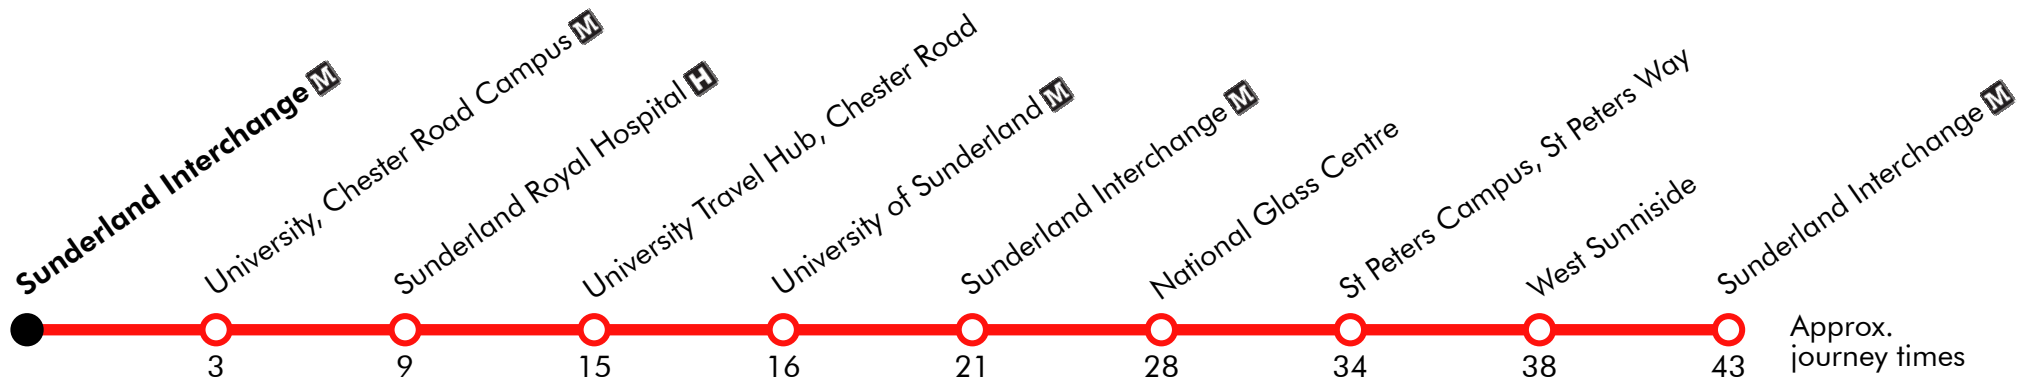 Sunderland Interchange M
University, Chester Road Campus M
Sunderland Royal Hospital H
University Travel Hub, Chester Road
University of Sunderland M
Sunderland Interchange M
National Glass Centre
St Peters Campus, St Peters Way
West Sunniside
Sunderland Interchange M
3 9 15 16 21 28 34 38 43
Approx.
journey times